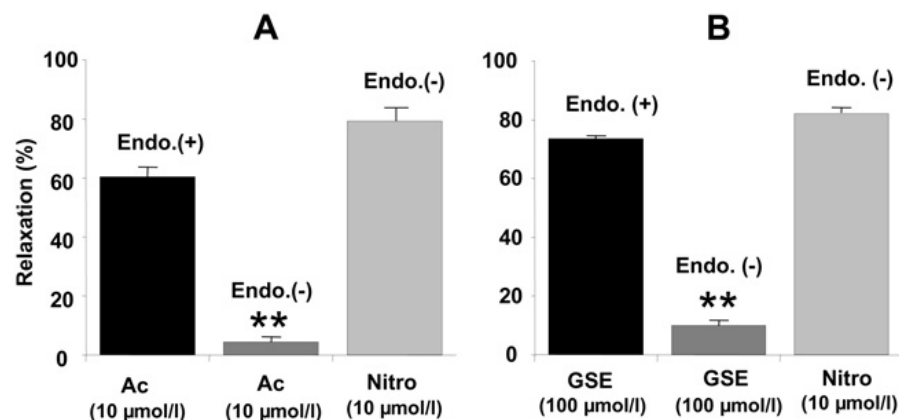 A
B
100
80
60
40
20
0
Relaxation (%)
Endo.(+)
Endo.(-)
**
Endo.(-)
Ac
(10 µmol/l)
Ac
(10 µmol/l)
Nitro
(10 µmol/l)
100
80
60
40
20
0
Endo. (+)
Endo. (-)
**
Endo. (-)
GSE
(100 µmol/l)
GSE
(100 µmol/l)
Nitro
(10 µmol/l)